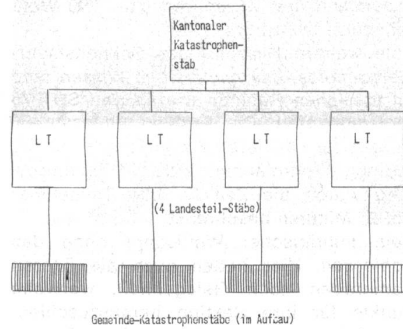 Kantonaler
Katastrophen-
stab
L T
L T
L T
L T
(4 Landesteil-Stäbe)
Gemeinde-Katastrophenstäbe (im Aufbau)